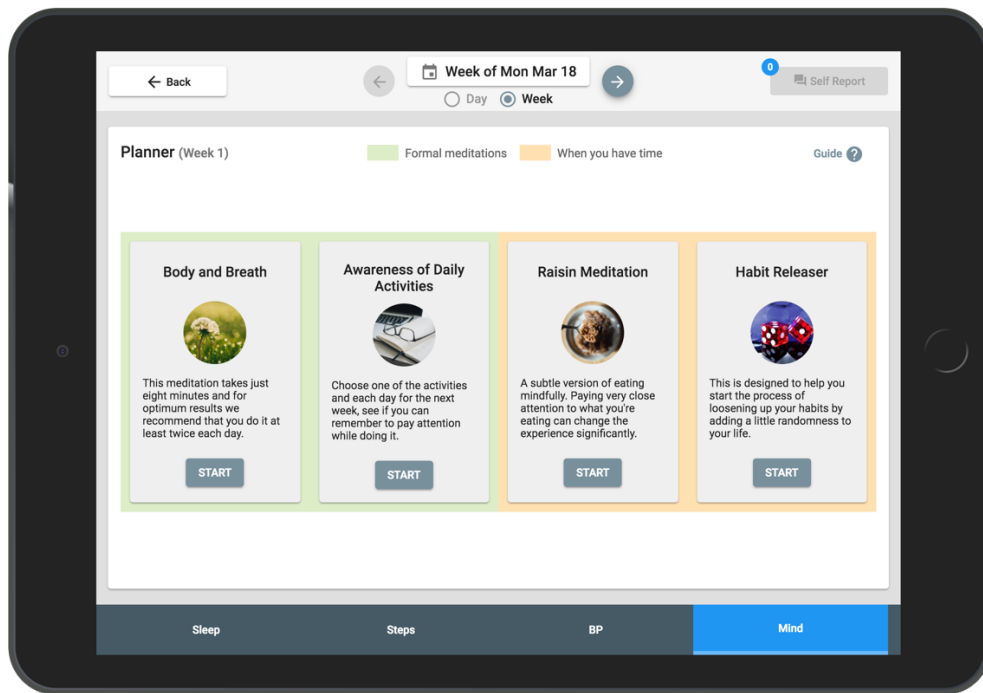 Back
Week of Mon Mar 18
Day Week
0
Self Report
Planner (Week 1)
Formal meditations
When you have time
Guide ?
Body and Breath
This meditation takes just
eight minutes and for
optimum results we
recommend that you do it at
least twice each day.
START
Awareness of Daily
Activities
Choose one of the activities
and each day for the next
week, see if you can
remember to pay attention
while doing it.
START
Raisin Meditation
A subtle version of eating
mindfully. Paying very close
attention to what you're
eating can change the
experience significantly.
START
Habit Releaser
This is designed to help you
start the process of
loosening up your habits by
adding a little randomness to
your life.
START
Sleep
Steps
BP
Mind